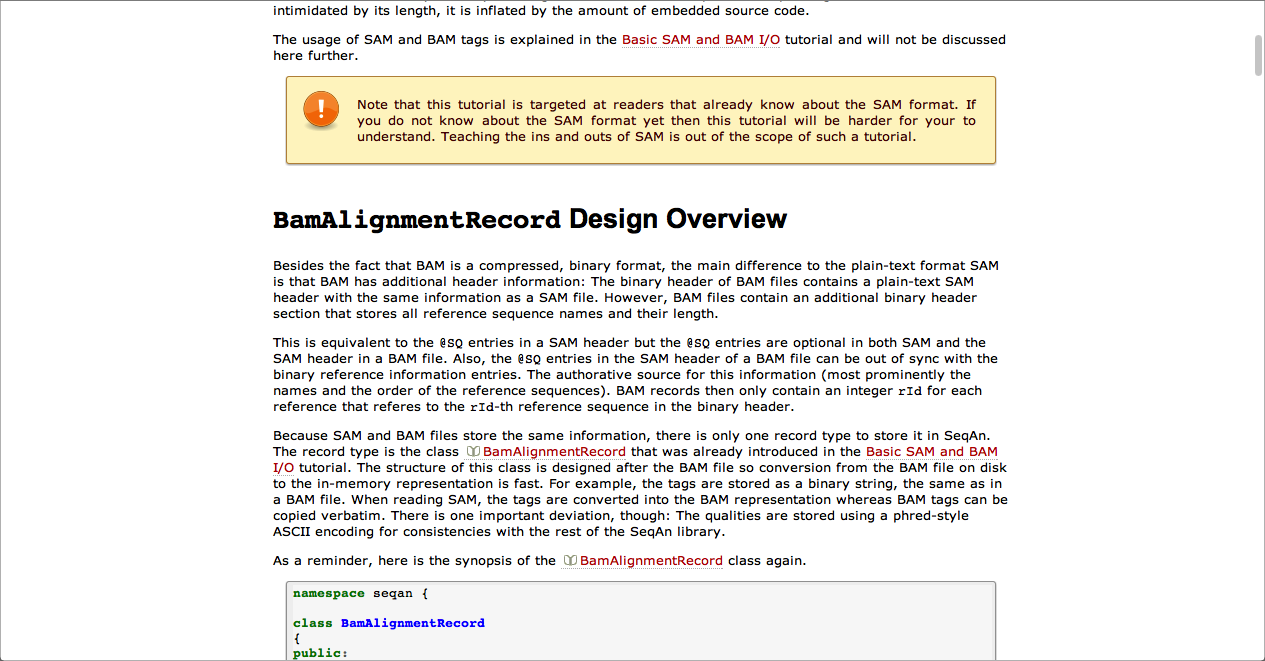 intimidated by its length, it is inflated by the amount of embedded source code.
The usage of SAM and BAM tags is explained in the Basic SAM and BAM I/O tutorial and will not be discussed
here further.
Note that this tutorial is targeted at readers that already know about the SAM format. If
you do not know about the SAM format yet then this tutorial will be harder for your to
understand. Teaching the ins and outs of SAM is out of the scope of such a tutorial.
BamAlignmentRecord Design Overview
Besides the fact that BAM is a compressed, binary format, the main difference to the plain-text format SAM
is that BAM has additional header information: The binary header of BAM files contains a plain-text SAM
header with the same information as a SAM file. However, BAM files contain an additional binary header
section that stores all reference sequence names and their length.
This is equivalent to the @SQ entries in a SAM header but the @SQ entries are optional in both SAM and the
SAM header in a BAM file. Also, the @SQ entries in the SAM header of a BAM file can be out of sync with the
binary reference information entries. The authorative source for this information (most prominently the
names and the order of the reference sequences). BAM records then only contain an integer rId for each
reference that referes to the rId-th reference sequence in the binary header.
Because SAM and BAM files store the same information, there is only one record type to store it in SeqAn.
The record type is the class BamAlignmentRecord that was already introduced in the Basic SAM and BAM
I/O tutorial. The structure of this class is designed after the BAM file so conversion from the BAM file on disk
to the in-memory representation is fast. For example, the tags are stored as a binary string, the same as in
a BAM file. When reading SAM, the tags are converted into the BAM representation whereas BAM tags can be
copied verbatim. There is one important deviation, though: The qualities are stored using a phred-style
ASCII encoding for consistencies with the rest of the SeqAn library.
As a reminder, here is the synopsis of the BamAlignmentRecord class again.
namespace seqan {
class BamAlignmentRecord
{
public: